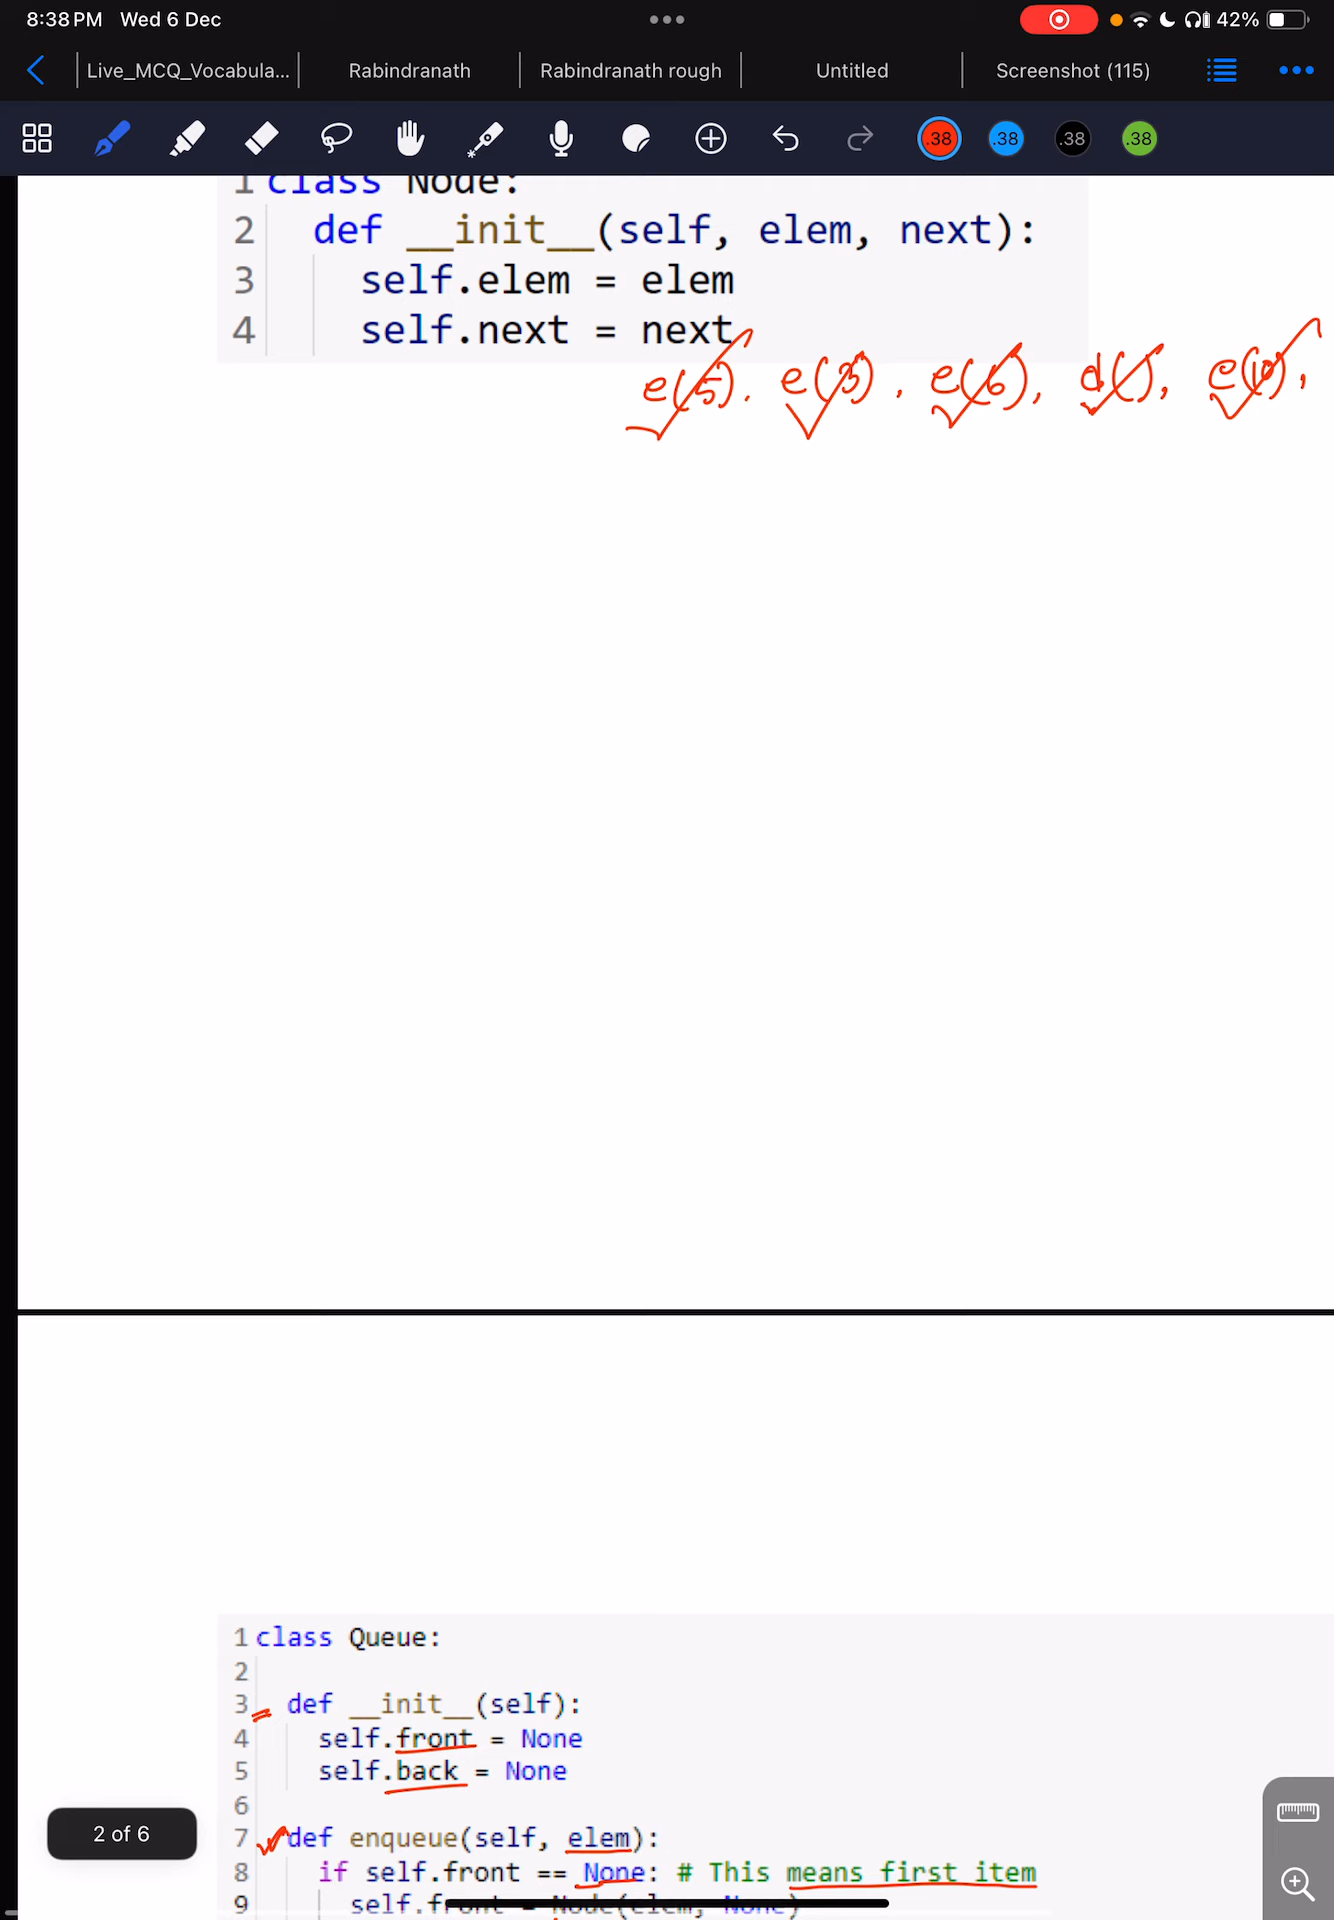 8:38 PM Wed 6 Dec 42%
Live_MCQ_Vocabula... Rabindranath Rabindranath rough Untitled Screenshot (115)
.38 .38 .38 .38
1 class Node:
2 def __init__(self, elem, next):
3 self.elem = elem
4 self.next = next
e(5), e(3), e(6), d(), e(10),
1 class Queue:
2
3 def __init__(self):
4 self.front = None
5 self.back = None
6
7 def enqueue(self, elem):
8 if self.front == None: # This means first item
9 self.front = Node(elem, None)
2 of 6